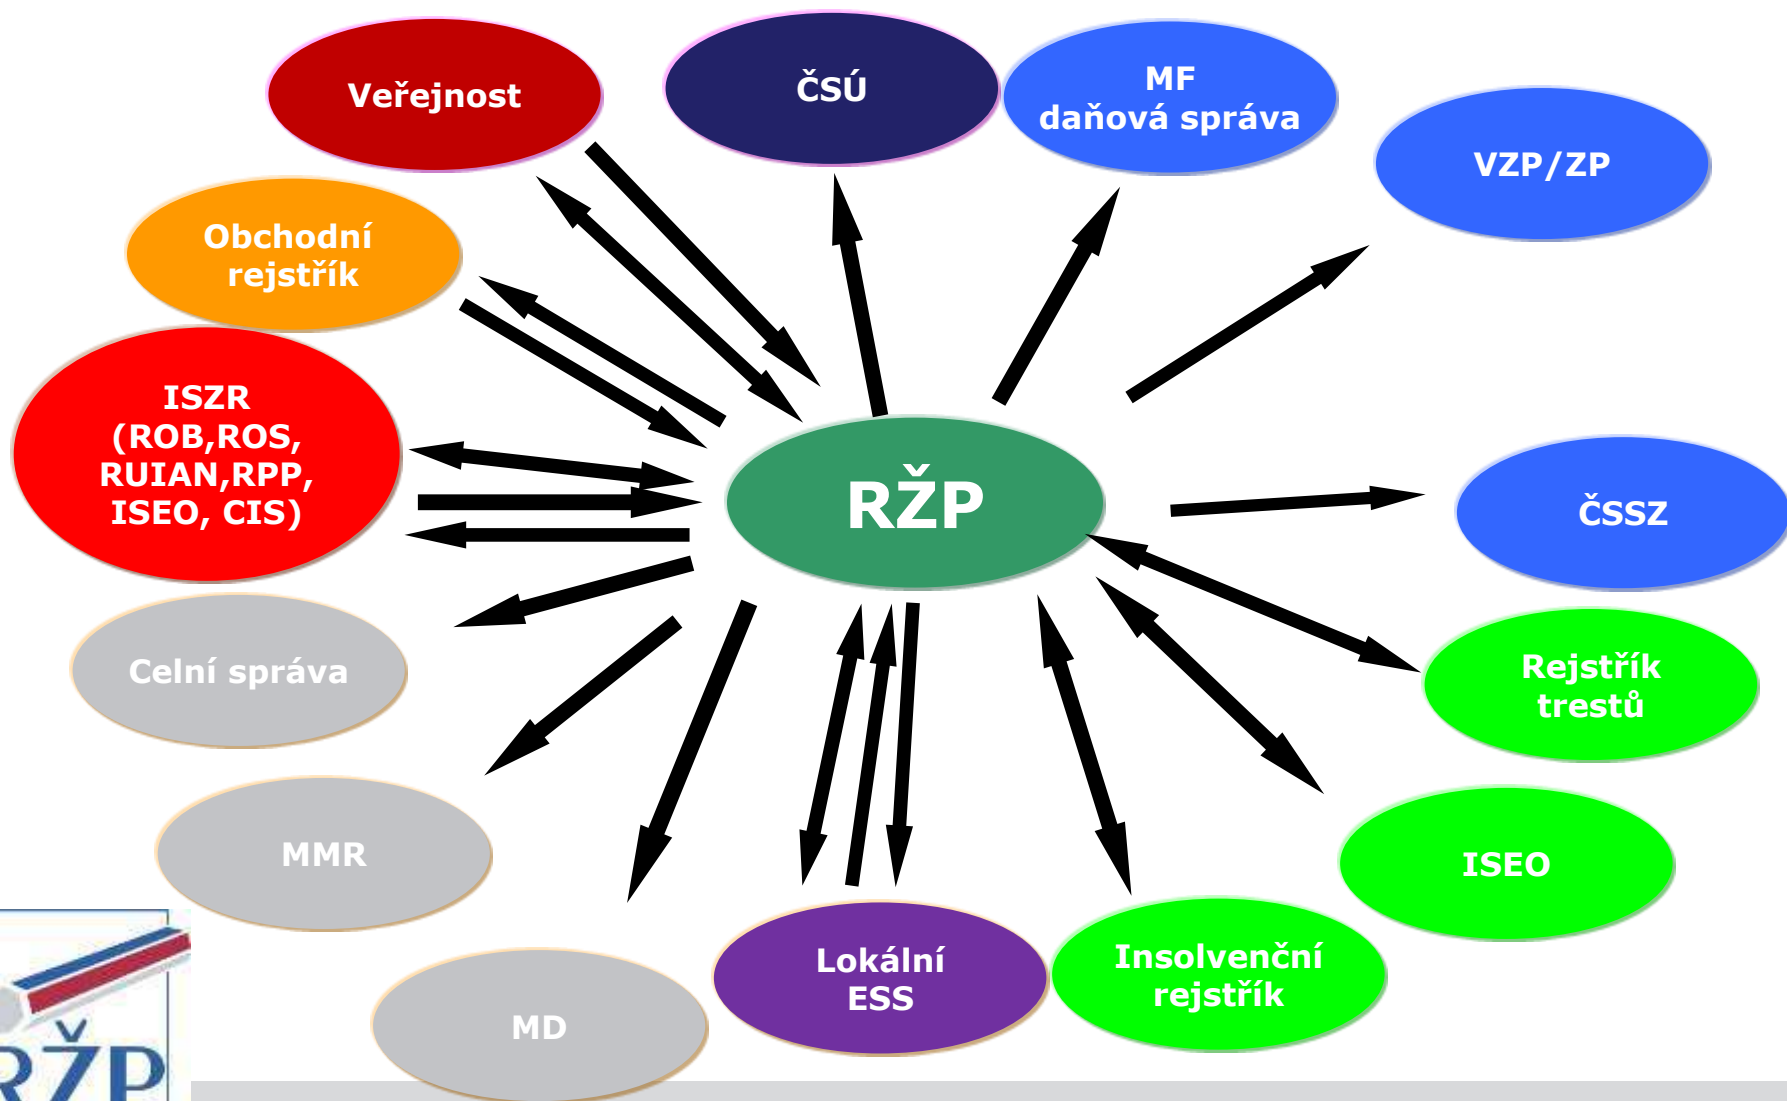 Veřejnost
ČSÚ
MF
daňová správa
VZP/ZP
Obchodní
rejstřík
ISZR
(ROB,ROS,
RUIAN,RPP,
ISEO, CIS)
RŽP
ČSSZ
Celní správa
Rejstřík
trestů
MMR
ISEO
Lokální
ESS
Insolvenční
rejstřík
MD
RŽP